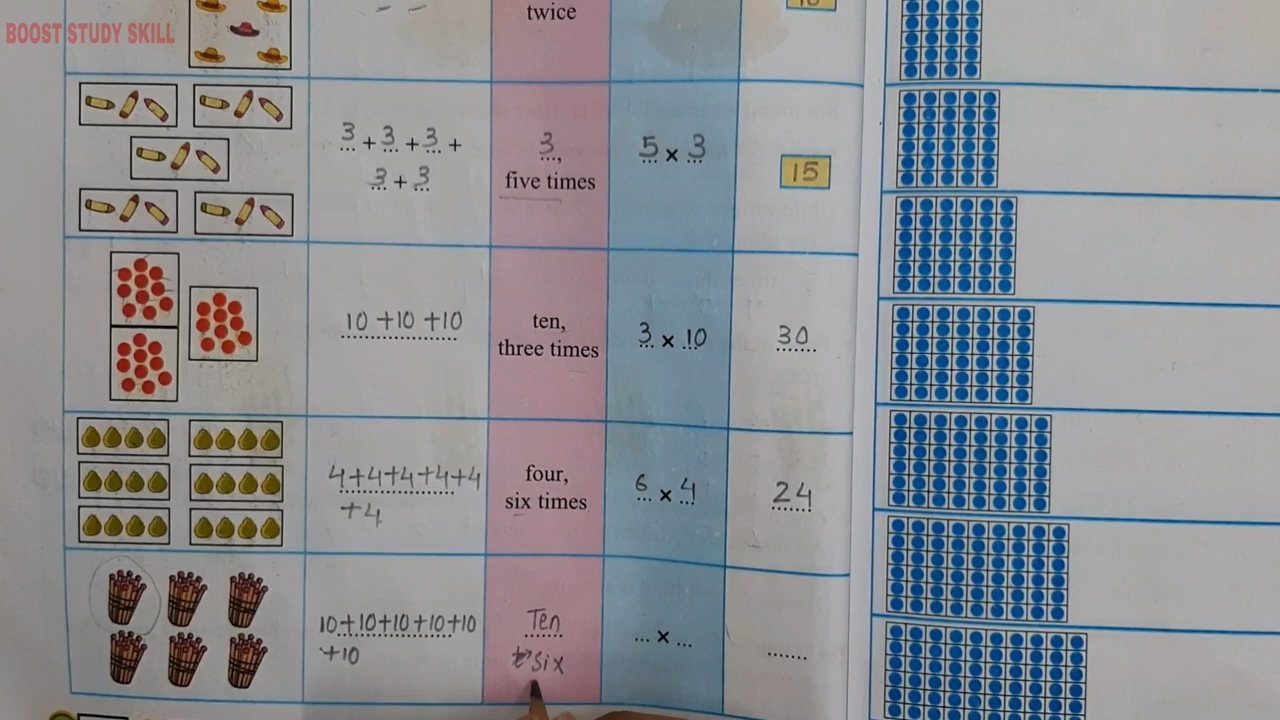 BOOST STUDY SKILL
twice
3 + 3 + 3 +
3 + 3
3,
five times
5 × 3
15
10 +10 +10
ten,
three times
3 × 10
30
4+4+4+4+4
+4
four,
six times
6 × 4
24
10+10+10+10+10
+10
Ten
six
... × ...
.......